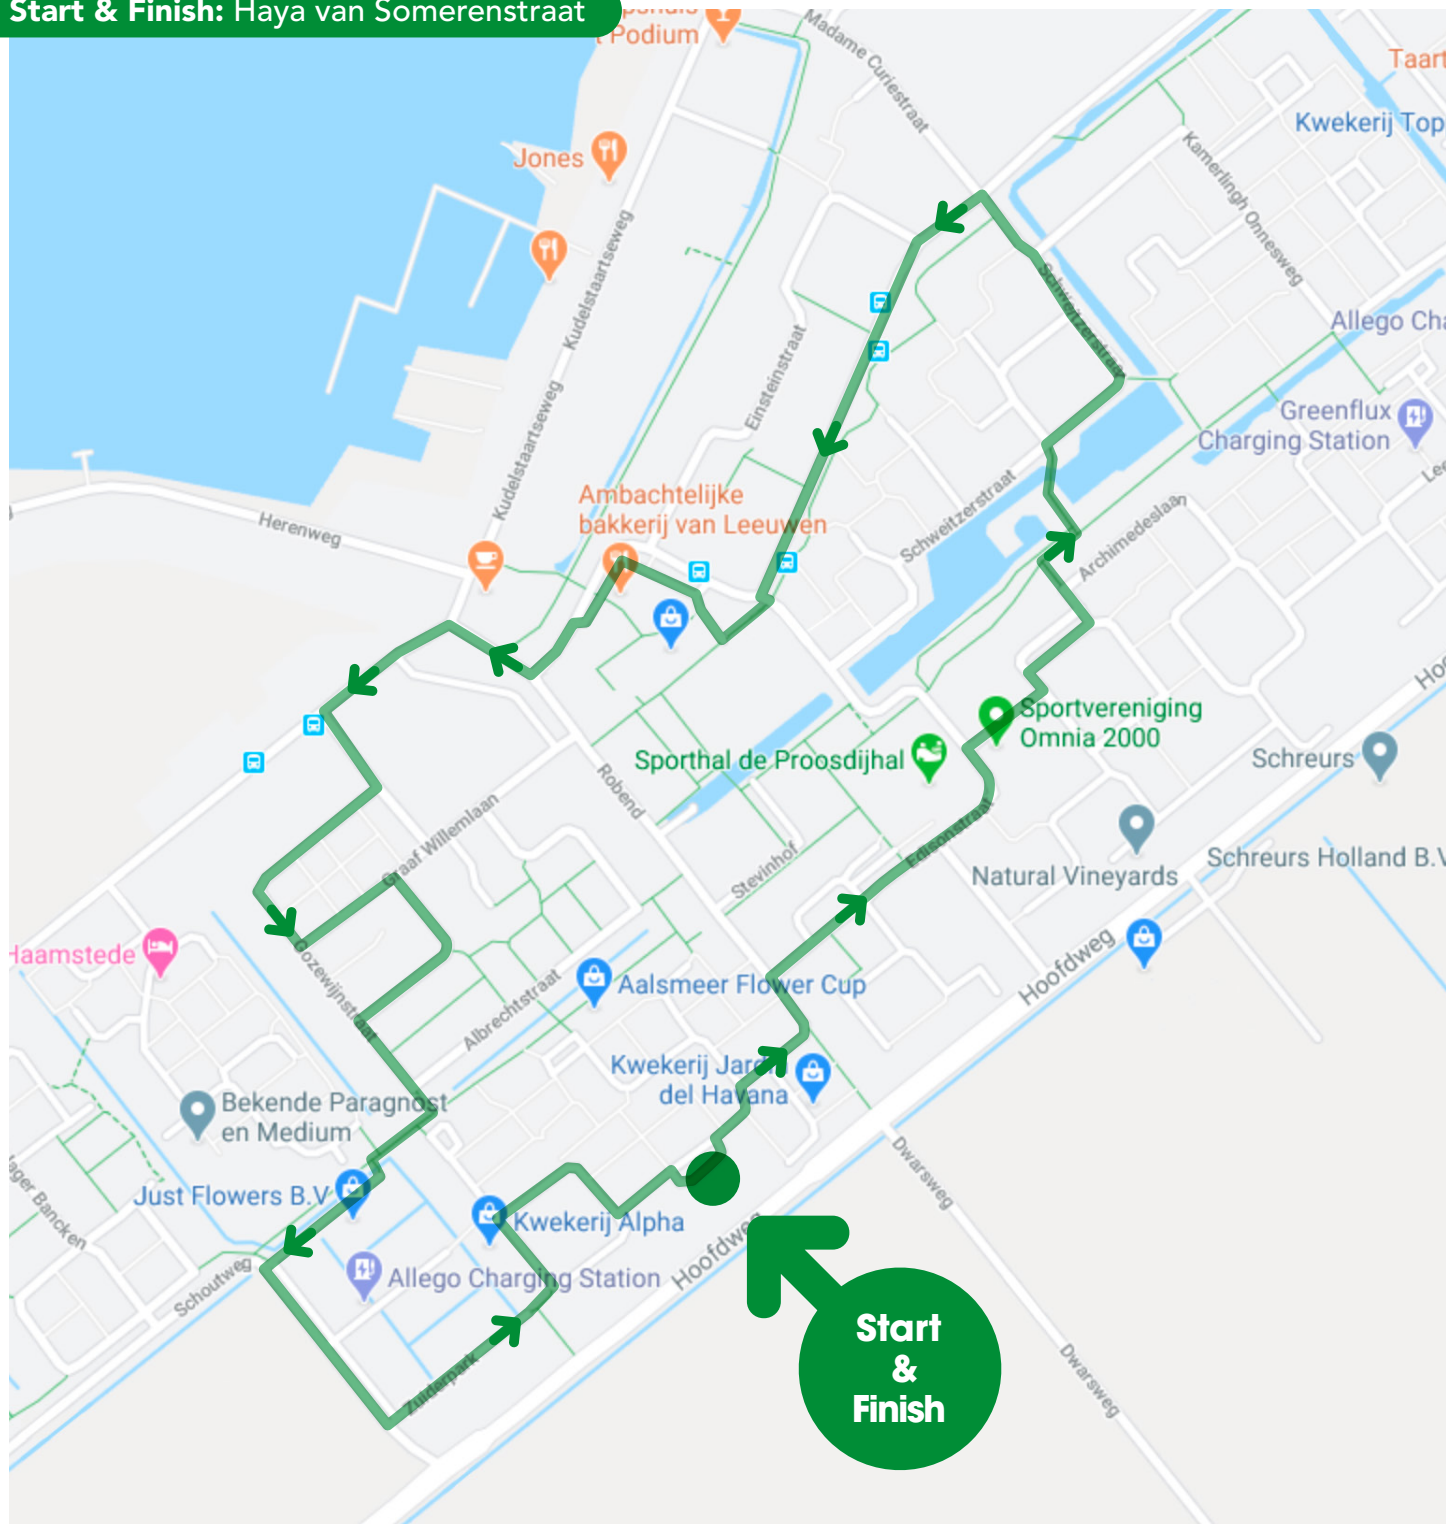 Start & Finish: Haya van Somerenstraat
't Podium
Madame Curiestraat
Taart
Kwekerij Top
Jones
Kamerlingh Onnesweg
Kudelstaartseweg
Schweitzerstraat
Allego Cha
Einsteinstraat
Kudelstaartseweg
Greenflux
Charging Station
Ambachtelijke
bakkerij van Leeuwen
Herenweg
Schweitzerstraat
Archimedeslaan
Sportvereniging
Omnia 2000
Sporthal de Proosdijhal
Schreurs
Robend
Graaf Willemlaan
Edisonstraat
Stevinhof
Natural Vineyards
Schreurs Holland B.V
Haamstede
Gozewijnstraat
Hoofdweg
Aalsmeer Flower Cup
Albrechtstraat
Kwekerij Jardin
del Havana
Bekende Paragnost
en Medium
Dwarsweg
Just Flowers B.V
Kwekerij Alpha
Hoofdweg
Allego Charging Station
Schoutweg
Zuiderpark
Start
&
Finish
Dwarsweg